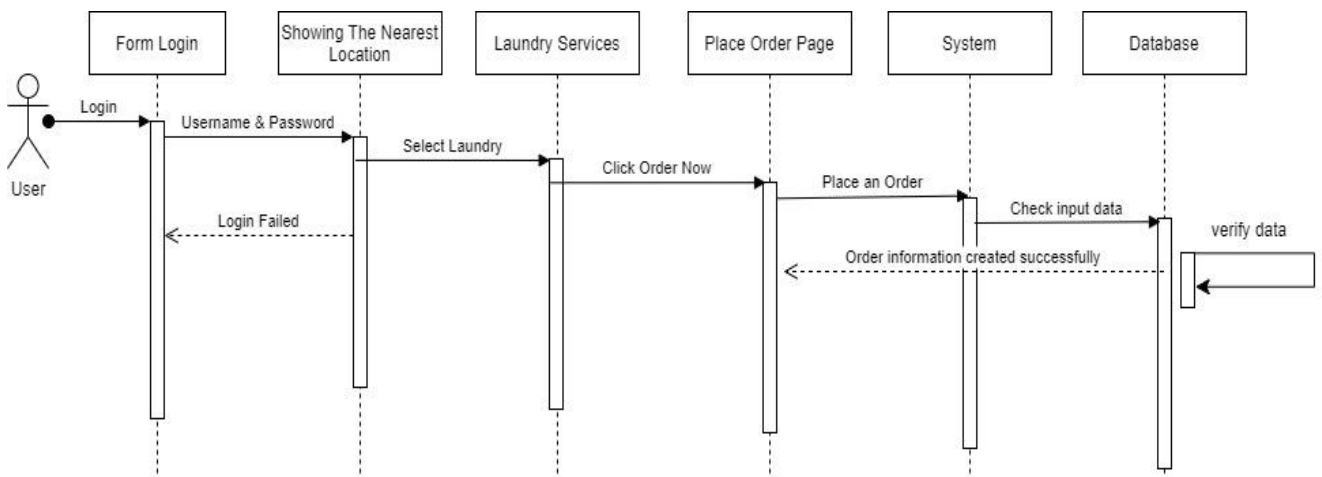 Form Login
Showing The Nearest
Location
Laundry Services
Place Order Page
System
Database
Login
Username & Password
Select Laundry
Click Order Now
Place an Order
Check input data
verify data
User
Login Failed
Order information created successfully